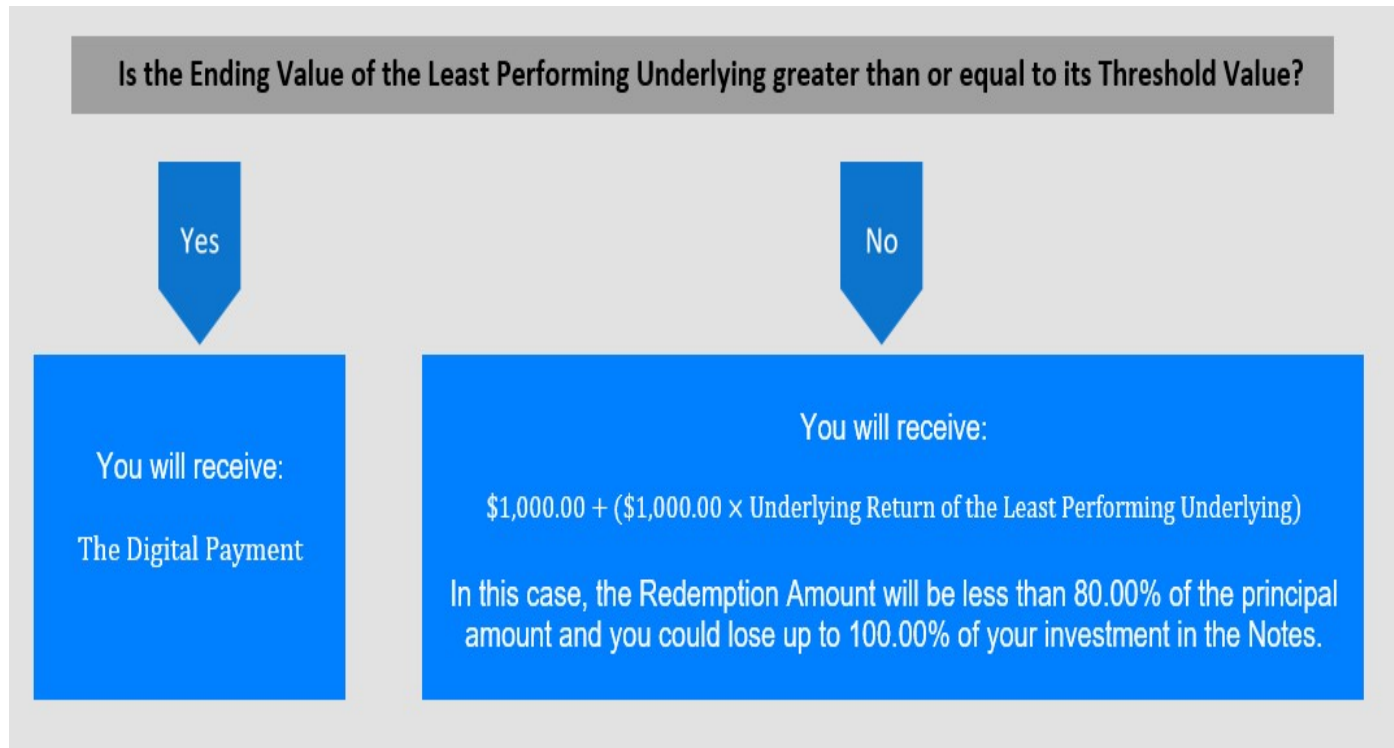 Is the Ending Value of the Least Performing Underlying greater than or equal to its Threshold Value?
Yes
No
You will receive:
The Digital Payment
You will receive:
$1,000.00 + ($1,000.00 × Underlying Return of the Least Performing Underlying)
In this case, the Redemption Amount will be less than 80.00% of the principal
amount and you could lose up to 100.00% of your investment in the Notes.